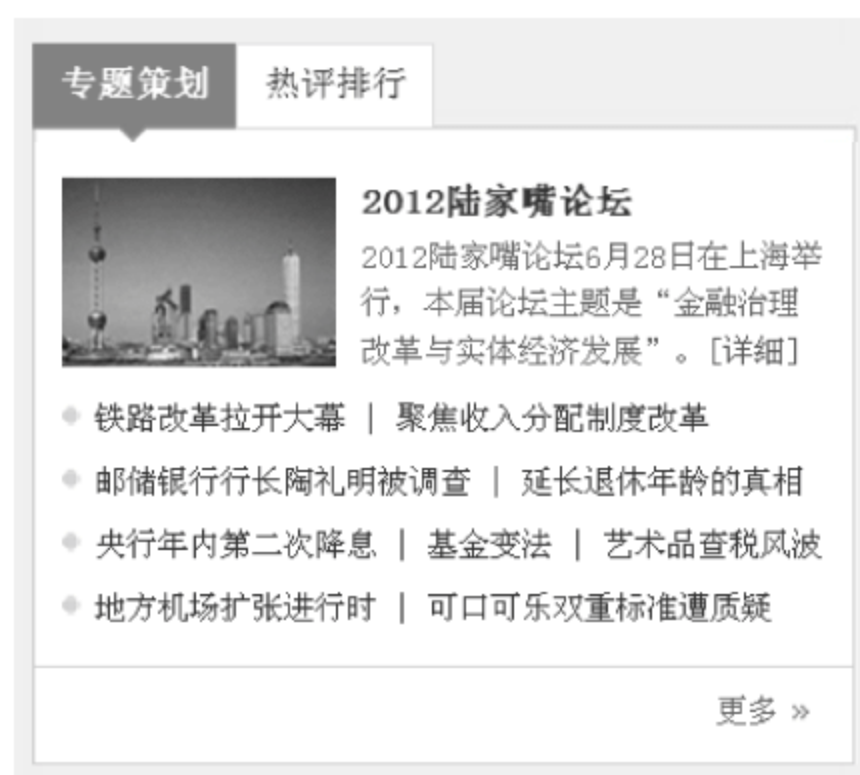 专题策划 热评排行
2012陆家嘴论坛
2012陆家嘴论坛6月28日在上海举
行，本届论坛主题是“金融治理
改革与实体经济发展”。[详细]
铁路改革拉开大幕 | 聚焦收入分配制度改革
邮储银行行长陶礼明被调查 | 延长退休年龄的真相
央行年内第二次降息 | 基金变法 | 艺术品查税风波
地方机场扩张进行时 | 可口可乐双重标准遭质疑
更多 »